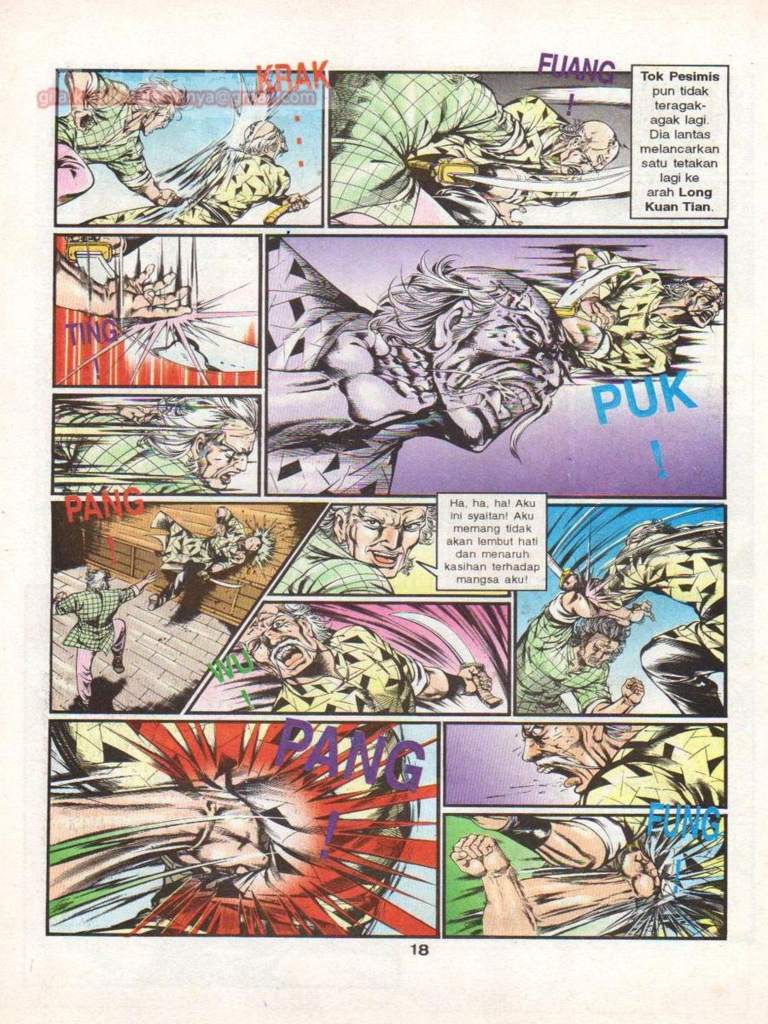 KRAK
...
FUANG
!
Tok Pesimis
pun tidak
teragak-
agak lagi.
Dia lantas
melancarkan
satu tetakan
lagi ke
arah Long
Kuan Tian.
TING
!
PUK
!
PANG
!
Ha, ha, ha! Aku
ini syaitan! Aku
memang tidak
akan lembut hati
dan menaruh
kasihan terhadap
mangsa aku!
WU
!
PANG
!
FUNG
!
18